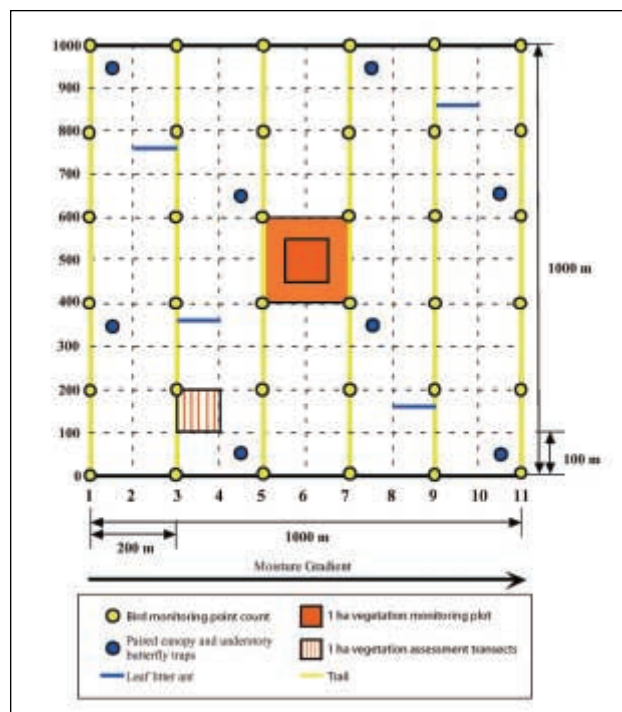 1000
900
800
700
600
500
400
300
200
100
0
1 2 3 4 5 6 7 8 9 10 11
1000 m
100 m
200 m
1000 m
Moisture Gradient
Bird monitoring point count
Paired canopy and understory
butterfly traps
Leaf litter ant
1 ha vegetation monitoring plot
1 ha vegetation assessment transects
Trail